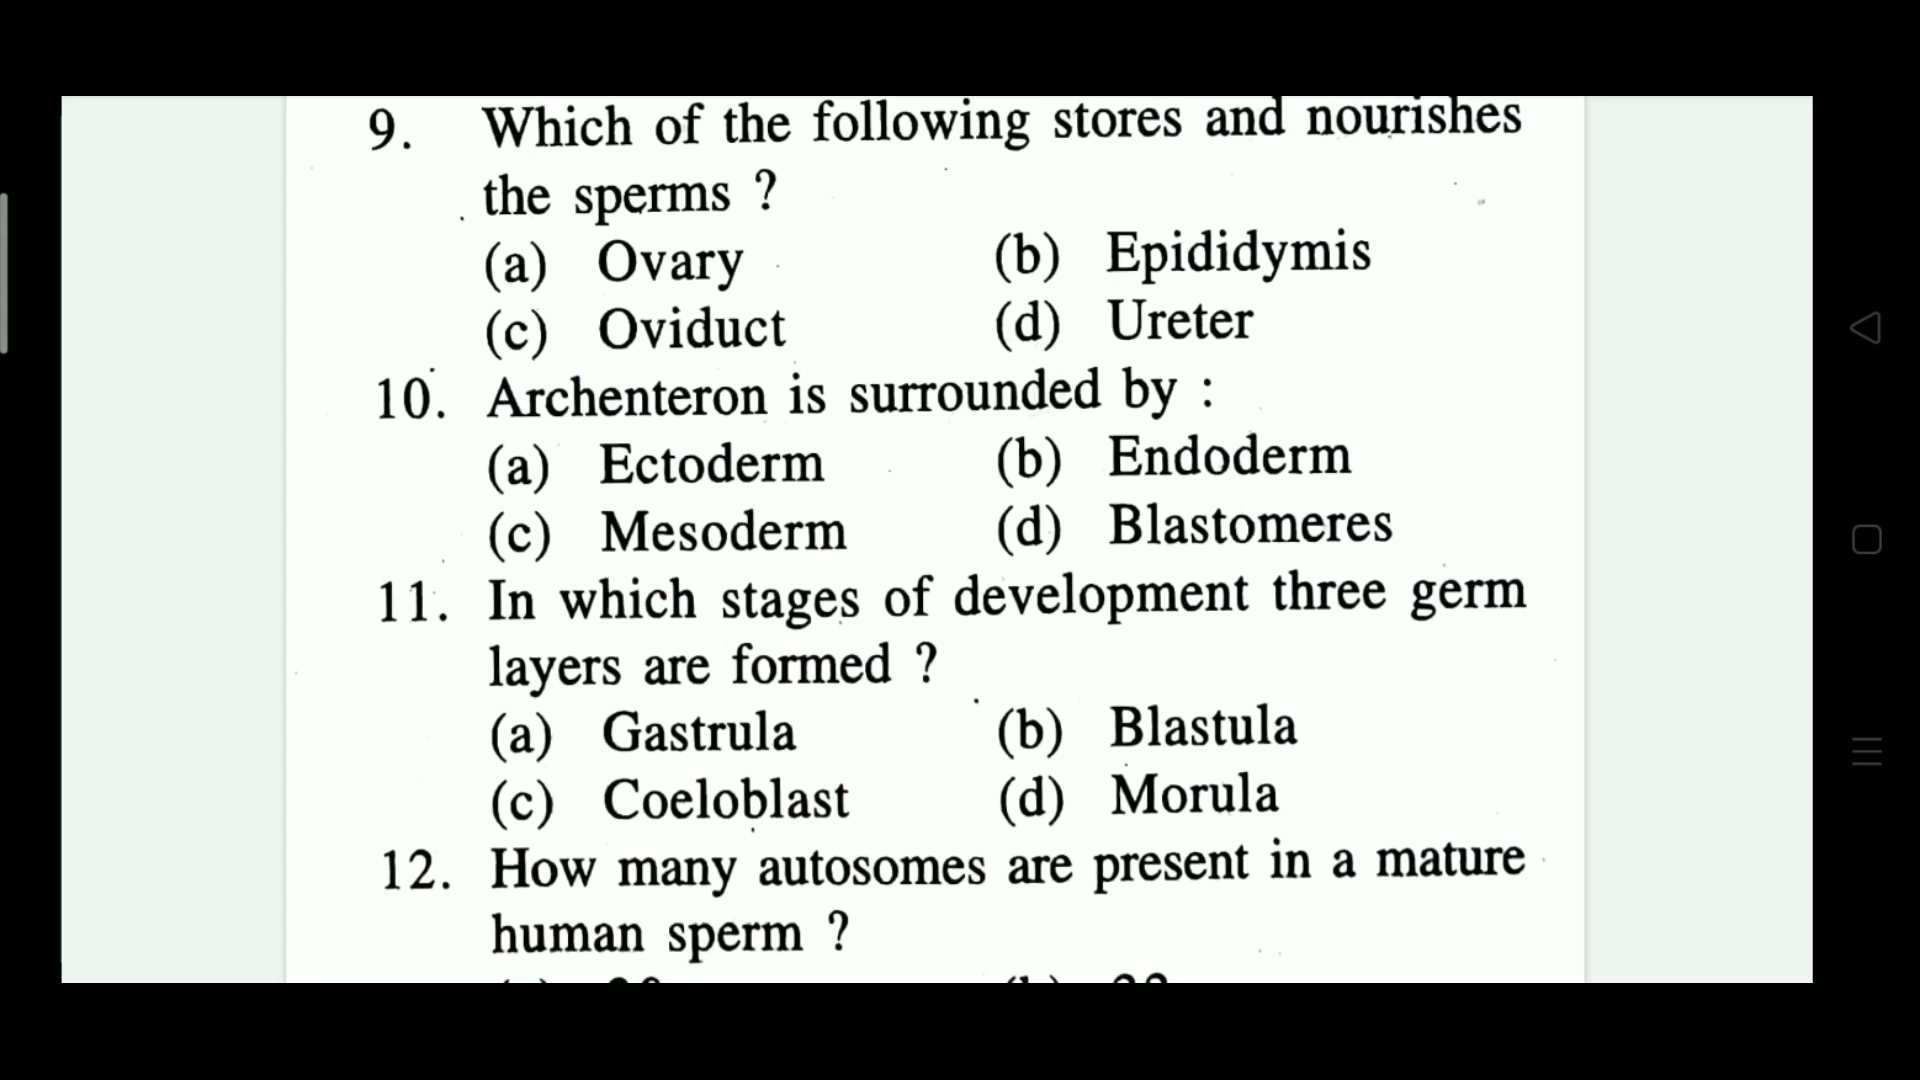 9. Which of the following stores and nourishes
the sperms ?
(a) Ovary (b) Epididymis
(c) Oviduct (d) Ureter
10. Archenteron is surrounded by :
(a) Ectoderm (b) Endoderm
(c) Mesoderm (d) Blastomeres
11. In which stages of development three germ
layers are formed ?
(a) Gastrula (b) Blastula
(c) Coeloblast (d) Morula
12. How many autosomes are present in a mature
human sperm ?